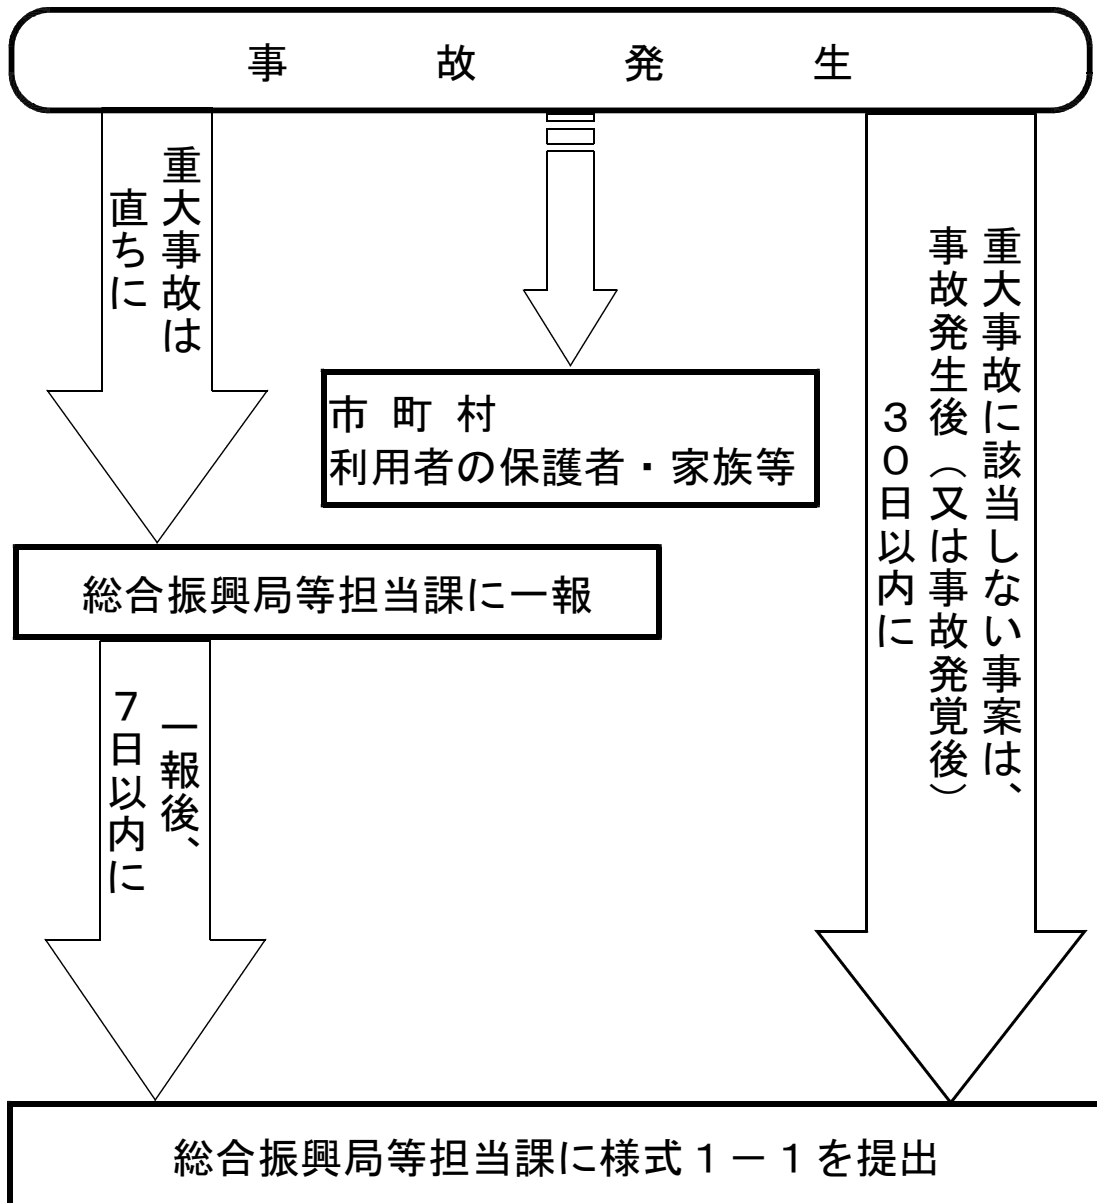 事故発生
重大事故は
直ちに
市町村
利用者の保護者・家族等
重大事故に該当しない事案は、
事故発生後（又は事故発覚後）
３０日以内に
総合振興局等担当課に一報
一報後、
７日以内に
総合振興局等担当課に様式１－１を提出